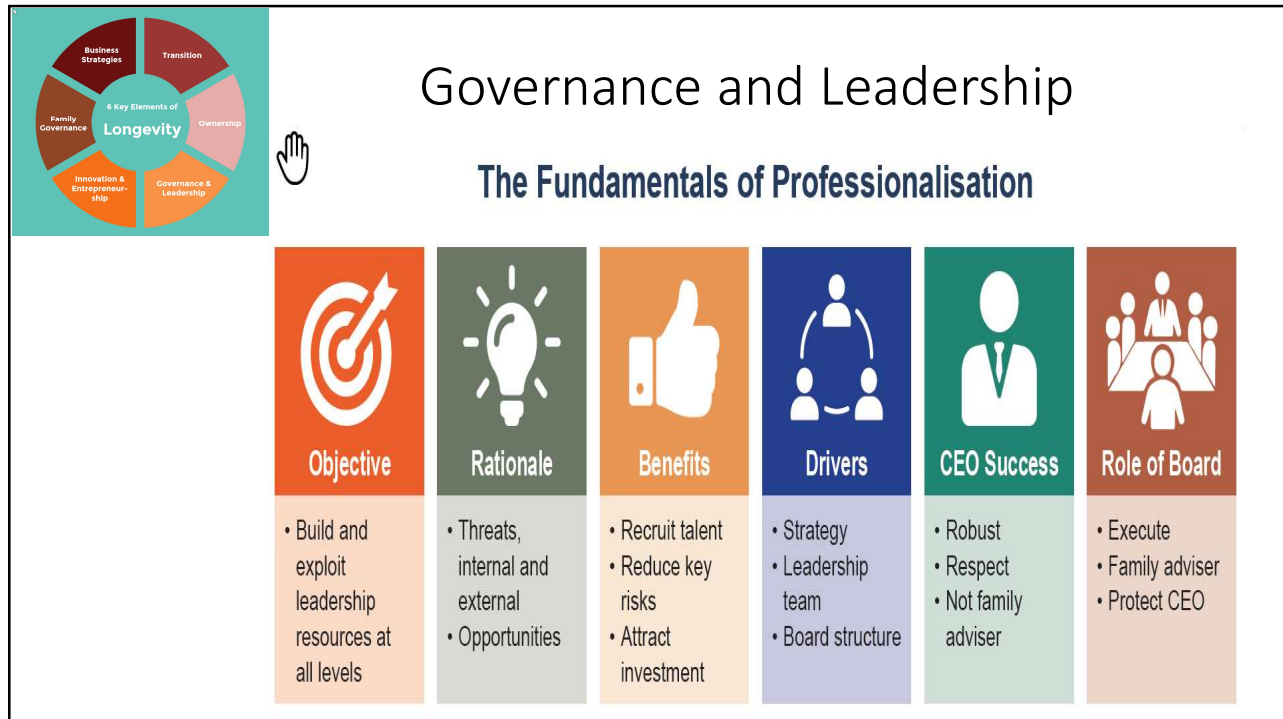 Business
Strategies
Transition
6 Key Elements of
Longevity
Family
Governance
Ownership
Innovation &
Entrepreneur-
ship
Governance &
Leadership
Governance and Leadership
The Fundamentals of Professionalisation
Objective
• Build and
exploit
leadership
resources at
all levels
Rationale
• Threats,
internal and
external
• Opportunities
Benefits
• Recruit talent
• Reduce key
risks
• Attract
investment
Drivers
• Strategy
• Leadership
team
• Board structure
CEO Success
• Robust
• Respect
• Not family
adviser
Role of Board
• Execute
• Family adviser
• Protect CEO